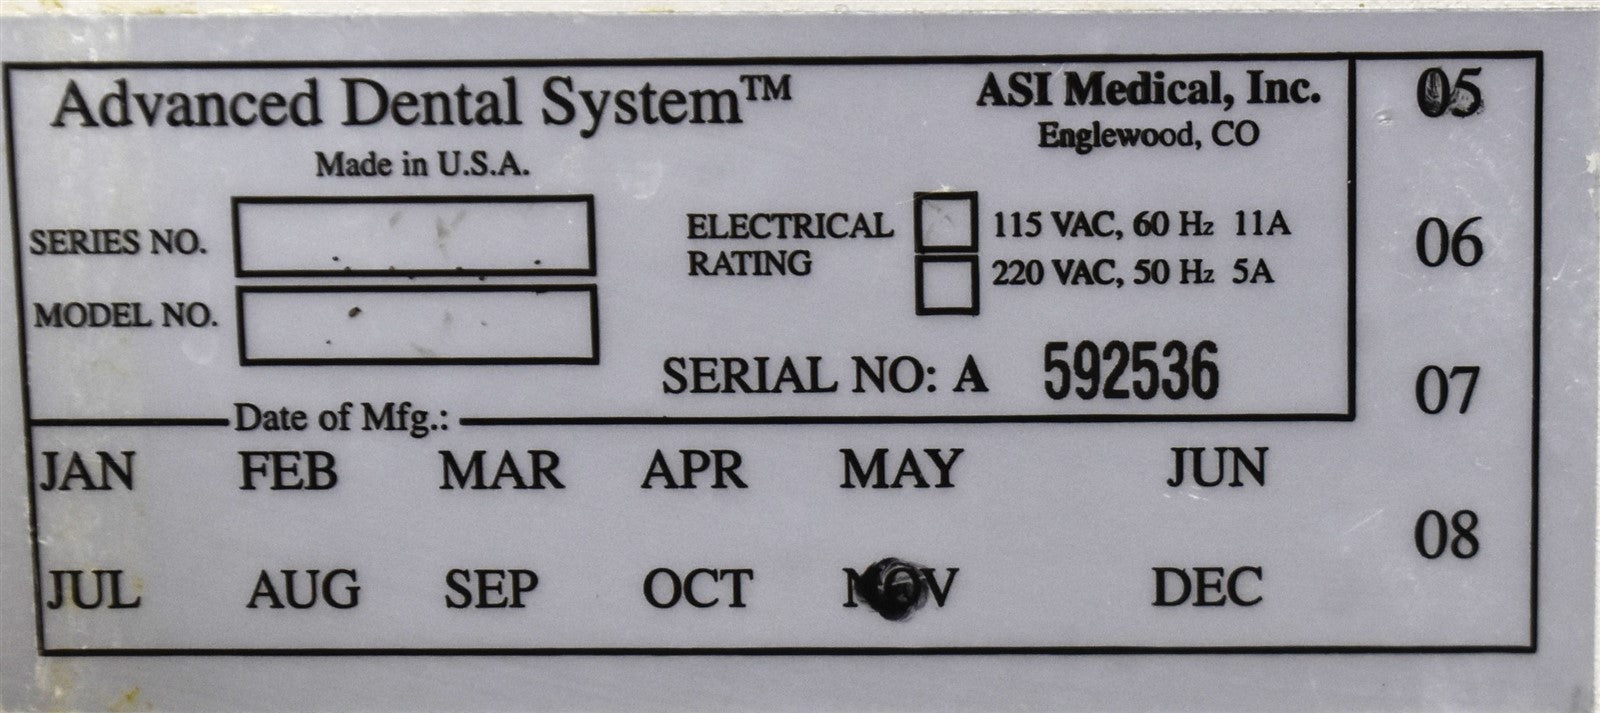 Advanced Dental System™
Made in U.S.A.
ASI Medical, Inc.
Englewood, CO
SERIES NO.
MODEL NO.
ELECTRICAL
RATING
115 VAC, 60 Hz 11A
220 VAC, 50 Hz 5A
SERIAL NO: A 592536
Date of Mfg.:
JAN FEB MAR APR MAY JUN
JUL AUG SEP OCT NOV DEC
05
06
07
08